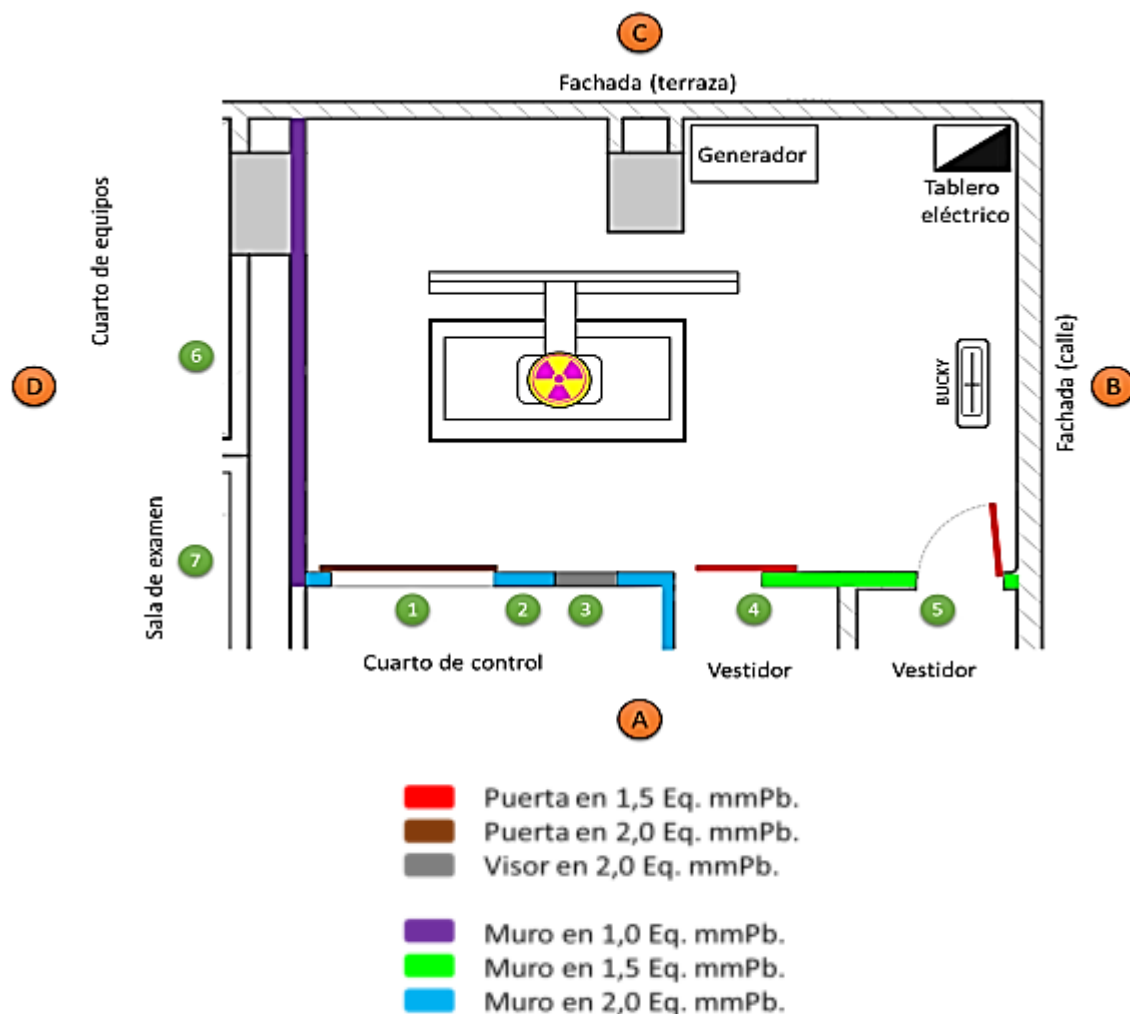 C
Fachada (terraza)
Generador
Tablero
eléctrico
Cuarto de equipos
6
D
BUCKY
Fachada (calle)
B
Sala de examen
7
1
2
3
4
5
Cuarto de control
Vestidor
Vestidor
A
Puerta en 1,5 Eq. mmPb.
Puerta en 2,0 Eq. mmPb.
Visor en 2,0 Eq. mmPb.
Muro en 1,0 Eq. mmPb.
Muro en 1,5 Eq. mmPb.
Muro en 2,0 Eq. mmPb.